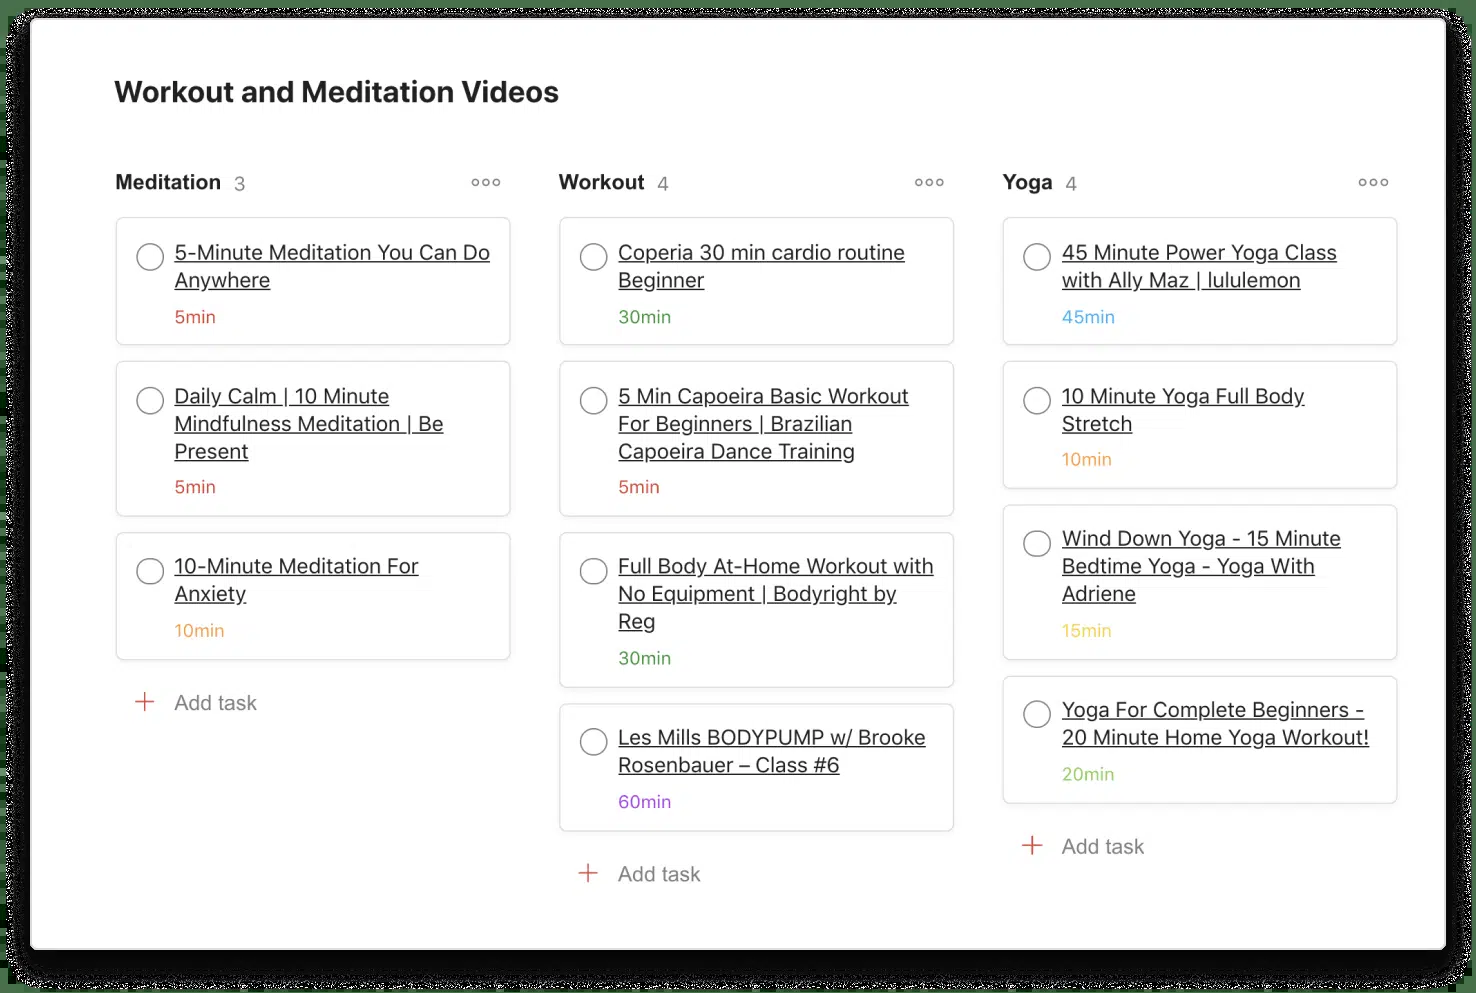 Workout and Meditation Videos
Meditation 3
5-Minute Meditation You Can Do
Anywhere
5min
Daily Calm | 10 Minute
Mindfulness Meditation | Be
Present
5min
10-Minute Meditation For
Anxiety
10min
Add task
Workout 4
Coperia 30 min cardio routine
Beginner
30min
5 Min Capoeira Basic Workout
For Beginners | Brazilian
Capoeira Dance Training
5min
Full Body At-Home Workout with
No Equipment | Bodyright by
Reg
30min
Les Mills BODYPUMP w/ Brooke
Rosenbauer – Class #6
60min
Add task
Yoga 4
45 Minute Power Yoga Class
with Ally Maz | lululemon
45min
10 Minute Yoga Full Body
Stretch
10min
Wind Down Yoga - 15 Minute
Bedtime Yoga - Yoga With
Adriene
15min
Yoga For Complete Beginners -
20 Minute Home Yoga Workout!
20min
Add task